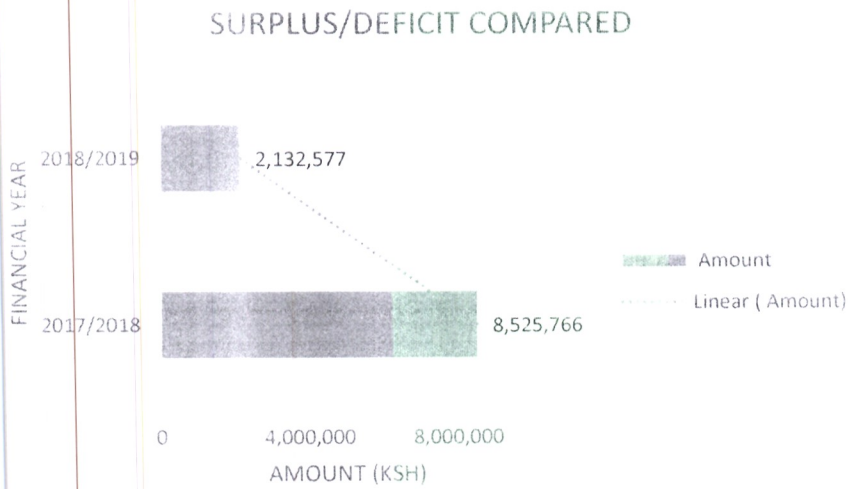 SURPLUS/DEFICIT COMPARED
FINANCIAL YEAR
2018/2019
2,132,577
2017/2018
8,525,766
Amount
Linear ( Amount)
0 4,000,000 8,000,000
AMOUNT (KSH)